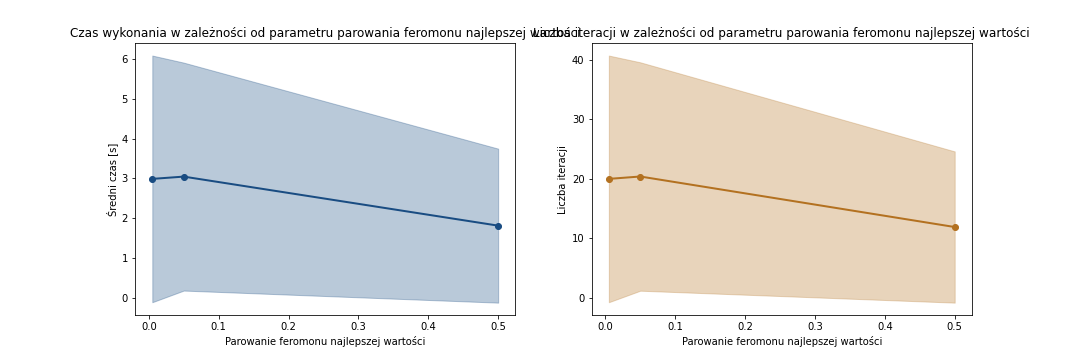 Czas wykonania w zależności od parametru parowania feromonu najlepszej wartości
Liczba iteracji w zależności od parametru parowania feromonu najlepszej wartości
6
5
4
3
2
1
0
Średni czas [s]
0.0 0.1 0.2 0.3 0.4 0.5
Parowanie feromonu najlepszej wartości
40
30
20
10
0
Liczba iteracji
0.0 0.1 0.2 0.3 0.4 0.5
Parowanie feromonu najlepszej wartości